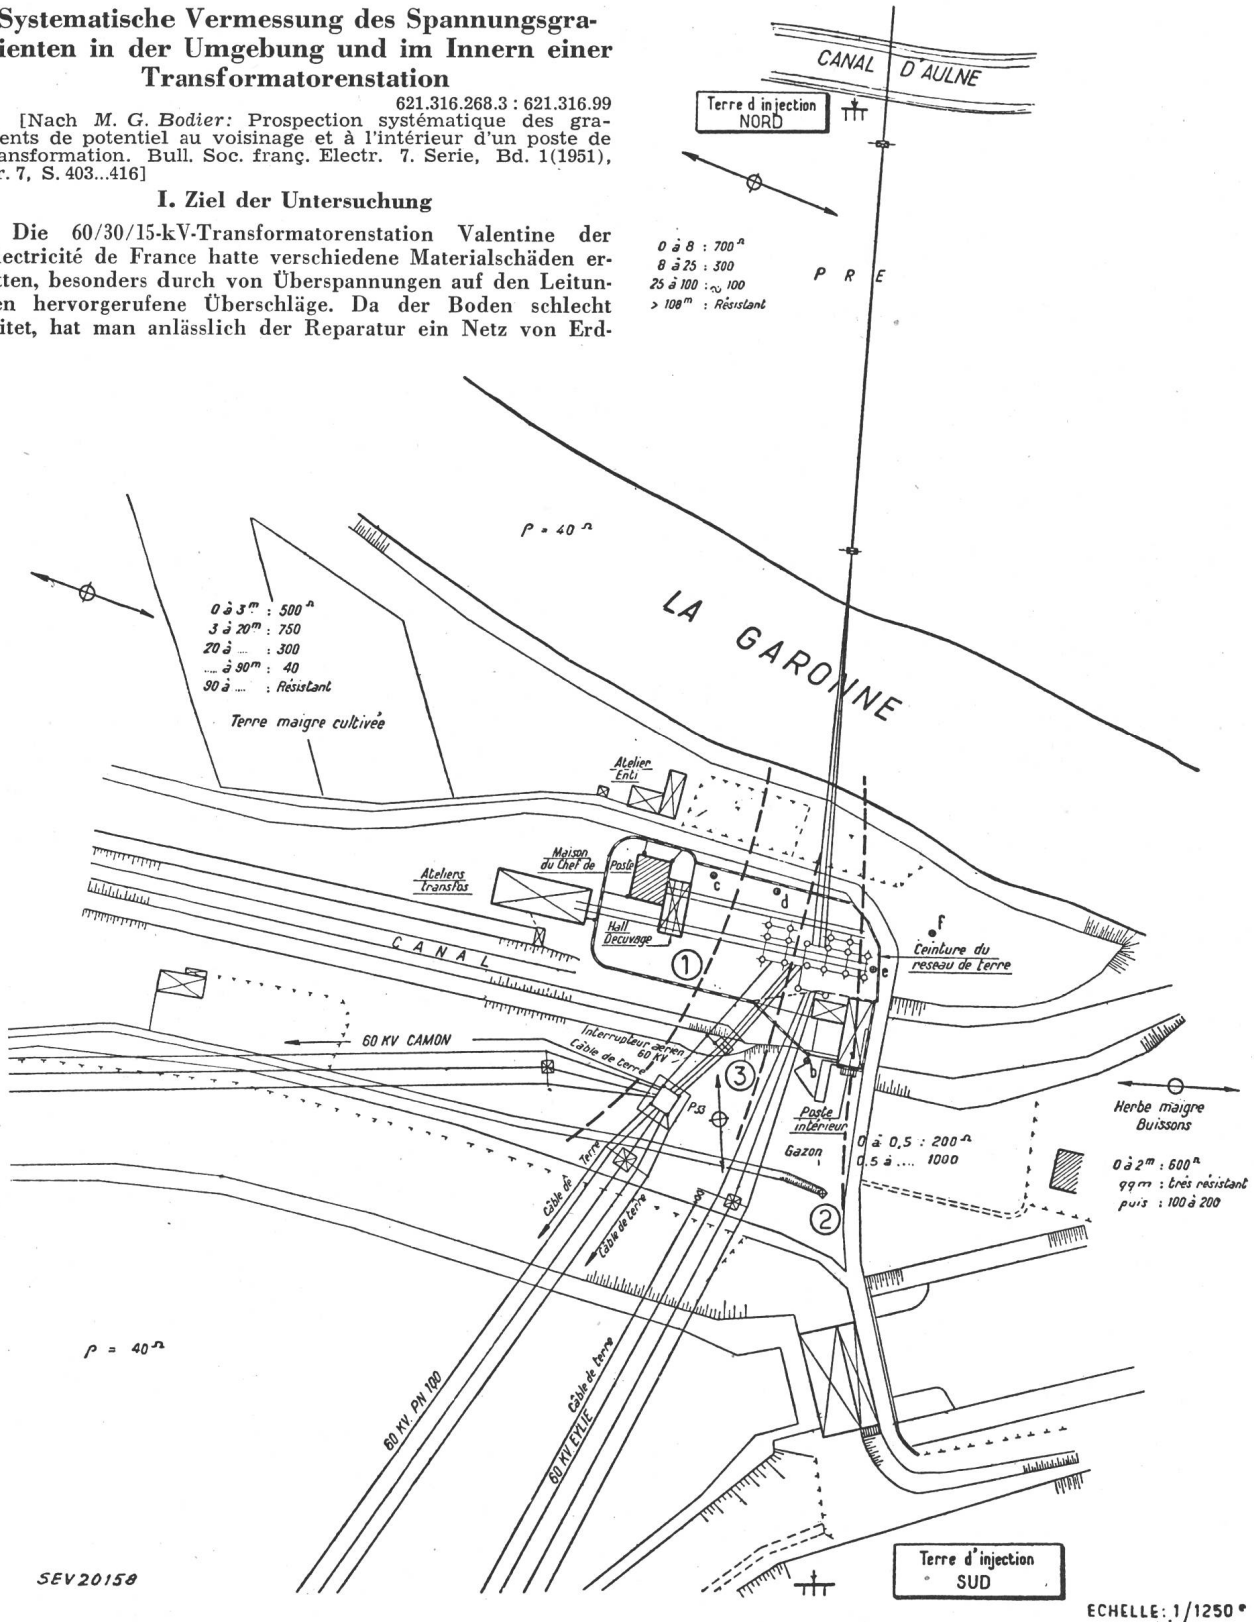 Systematische Vermessung des Spannungsgra-
ienten in der Umgebung und im Innern einer
Transformatorenstation
621.316.268.3 : 621.316.99
[Nach M. G. Bodier: Prospection systématique des gra-
ents de potentiel au voisinage et à l'intérieur d'un poste de
ansformation. Bull. Soc. franç. Electr. 7. Serie, Bd. 1(1951),
r. 7, S. 403...416]
I. Ziel der Untersuchung
Die 60/30/15-kV-Transformatorenstation Valentine der
lectricité de France hatte verschiedene Materialschäden er-
tten, besonders durch von Überspannungen auf den Leitun-
en hervorgerufene Überschläge. Da der Boden schlecht
itet, hat man anlässlich der Reparatur ein Netz von Erd-
CANAL D'AULNE
Terre d injection
NORD
0 à 8 : 700 Ω
8 à 25 : 300
25 à 100 : ~ 100
> 108 m : Résistant
P R E
ρ = 40 Ω
LA GARONNE
0 à 3 m : 500 Ω
3 à 20 m : 750
20 à ... : 300
.... à 90 m : 40
90 à .... : Résistant
Terre maigre cultivée
Atelier
Enti
Maison
du Chef de Poste
Ateliers
transfos
Hall
Décuvage
c
d
F
e
b
Ceinture du
reseau de terre
CANAL
1
Interrupteur aérien
60 KV
Câble de terre
60 KV CAMON
3
P53
Poste
intérieur
Gazon
0 à 0,5 : 200 Ω
0.5 à .... 1000
Herbe maigre
Buissons
0 à 2 m : 600 Ω
qq m : très résistant
puis : 100 à 200
2
Câble de Terre
Câble de terre
ρ = 40 Ω
60 KV. PN 100
Câble de terre
60 KV EYLIE
Terre d'injection
SUD
SEV20158
ECHELLE: 1/1250 e